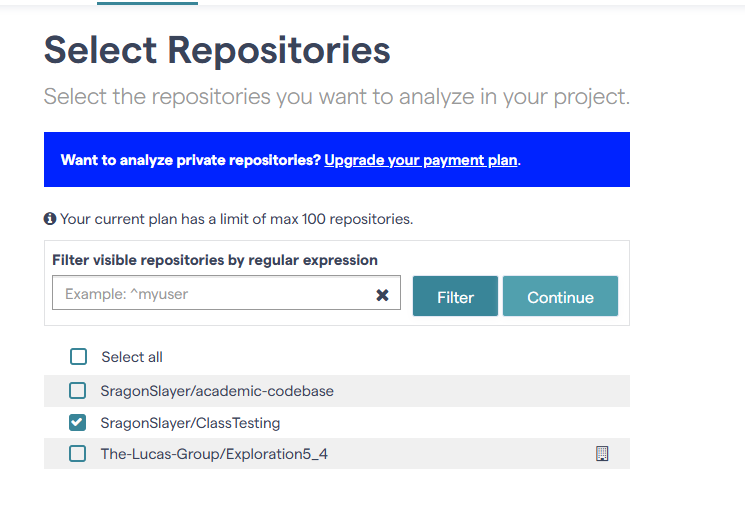 Select Repositories
Select the repositories you want to analyze in your project.
Want to analyze private repositories? Upgrade your payment plan.
Your current plan has a limit of max 100 repositories.
Filter visible repositories by regular expression
Example: ^myuser
Filter
Continue
Select all
SragonSlayer/academic-codebase
SragonSlayer/ClassTesting
The-Lucas-Group/Exploration5_4